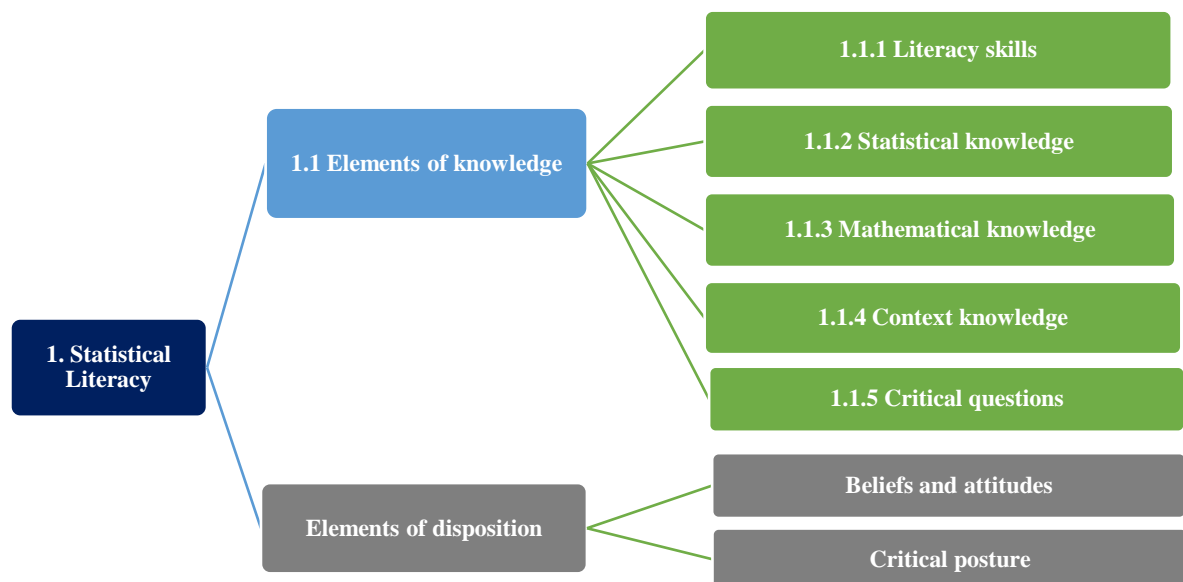 1. Statistical
Literacy
1.1 Elements of knowledge
1.1.1 Literacy skills
1.1.2 Statistical knowledge
1.1.3 Mathematical knowledge
1.1.4 Context knowledge
1.1.5 Critical questions
Elements of disposition
Beliefs and attitudes
Critical posture